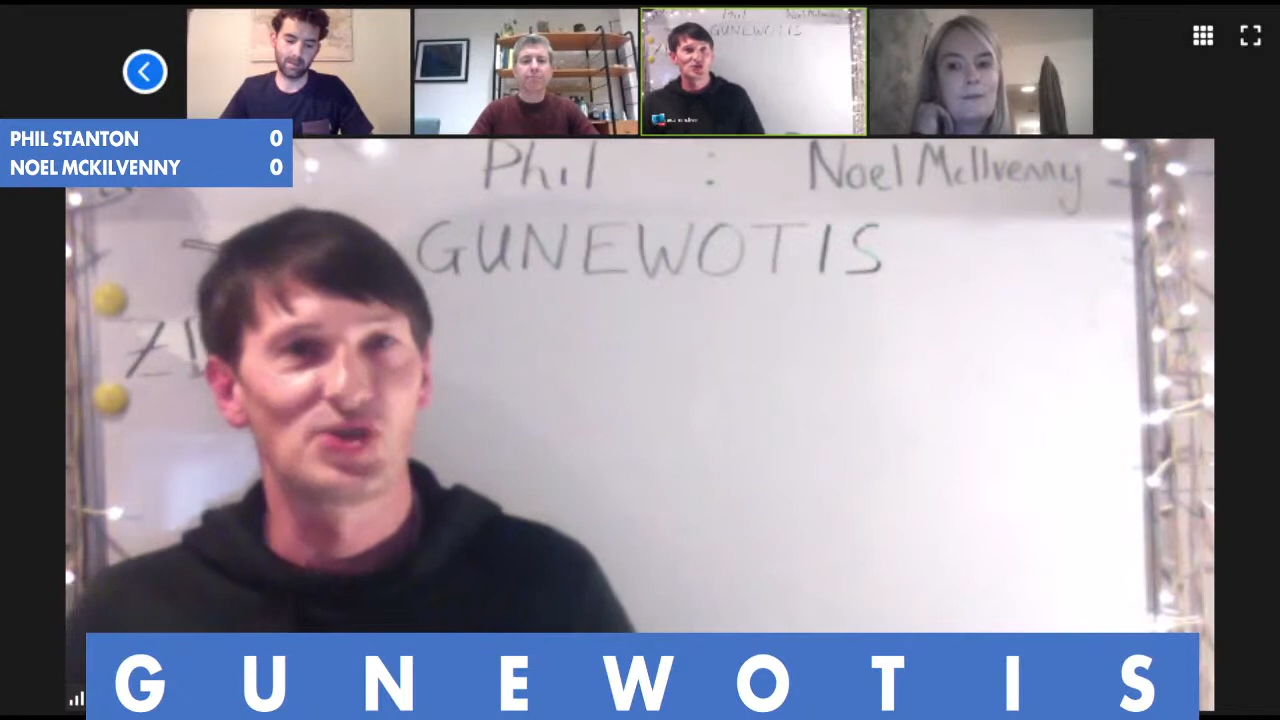 PHIL STANTON 0
NOEL MCKILVENNY 0
Phil : Noel McIlvenny
GUNEWOTIS
G U N E W O T I S